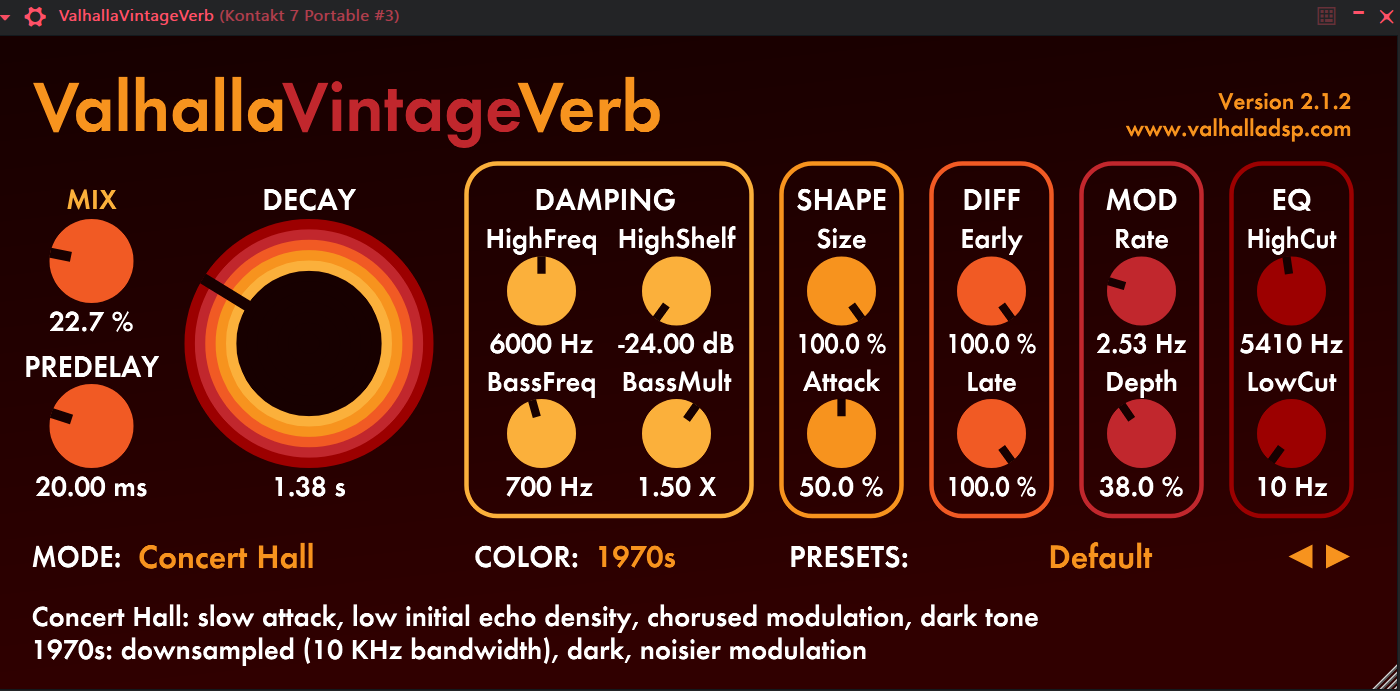 ValhallaVintageVerb (Kontakt 7 Portable #3)
ValhallaVintageVerb
Version 2.1.2
www.valhalladsp.com
MIX
22.7 %
PREDELAY
20.00 ms
DECAY
1.38 s
DAMPING
HighFreq HighShelf
6000 Hz -24.00 dB
BassFreq BassMult
700 Hz 1.50 X
SHAPE
Size
100.0 %
Attack
50.0 %
DIFF
Early
100.0 %
Late
100.0 %
MOD
Rate
2.53 Hz
Depth
38.0 %
EQ
HighCut
5410 Hz
LowCut
10 Hz
MODE: Concert Hall COLOR: 1970s PRESETS: Default
Concert Hall: slow attack, low initial echo density, chorused modulation, dark tone
1970s: downsampled (10 KHz bandwidth), dark, noisier modulation